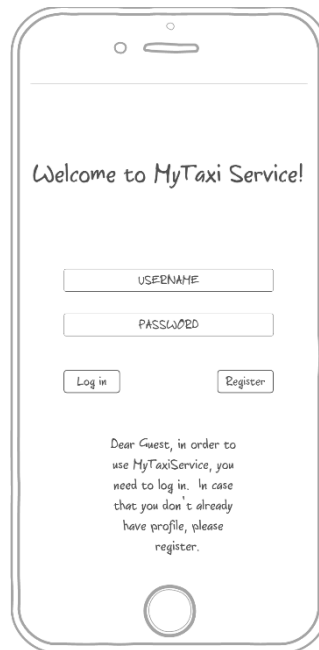 Welcome to MyTaxi Service!
USERNAME
PASSWORD
Log in Register
Dear Guest, in order to
use MyTaxiService, you
need to log in. In case
that you don't already
have profile, please
register.